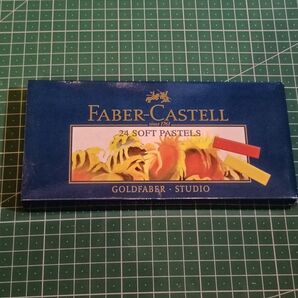 FABER-CASTELL
since 1761
24 SOFT PASTELS
GOLDFABER · STUDIO